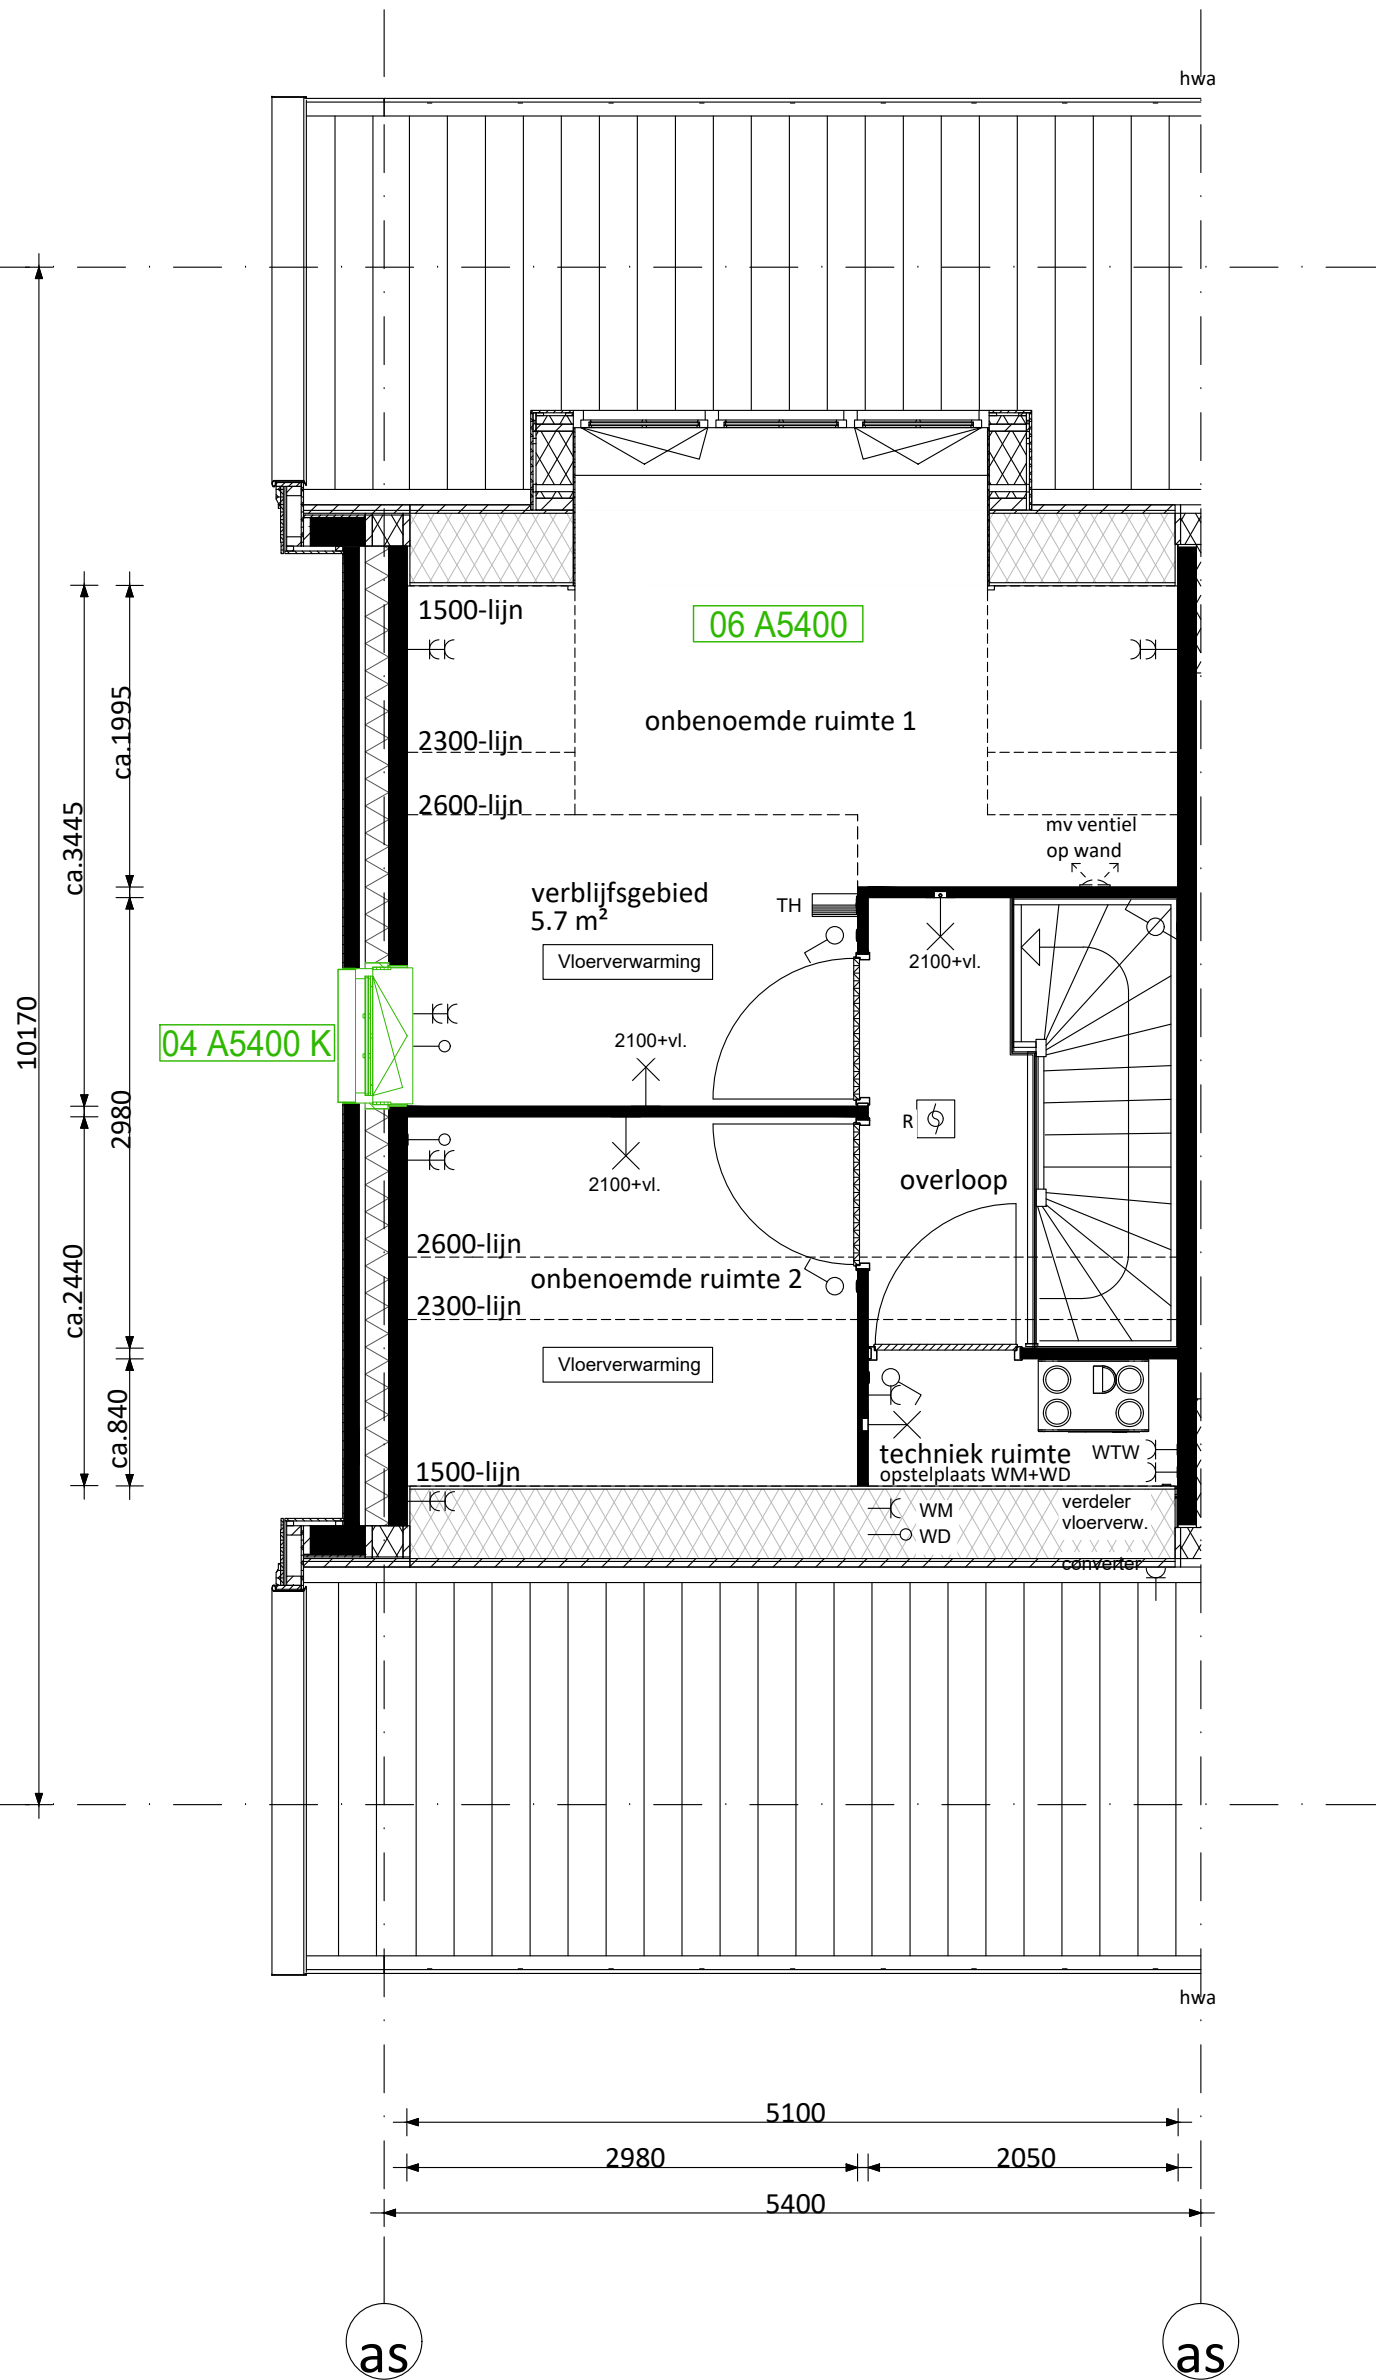 hwa
1500-lijn
06 A5400
ca.1995
2300-lijn
onbenoemde ruimte 1
2600-lijn
ca.3445
mv ventiel
op wand
verblijfsgebied
5.7 m²
TH
Vloerverwarming
2100+vl.
10170
04 A5400 K
2100+vl.
2980
R
2100+vl.
overloop
2600-lijn
ca.2440
onbenoemde ruimte 2
2300-lijn
Vloerverwarming
ca.840
techniek ruimte
WTW
opstelplaats WM+WD
1500-lijn
WM
verdeler
vloerverw.
WD
converter
hwa
5100
2980
2050
5400
as
as